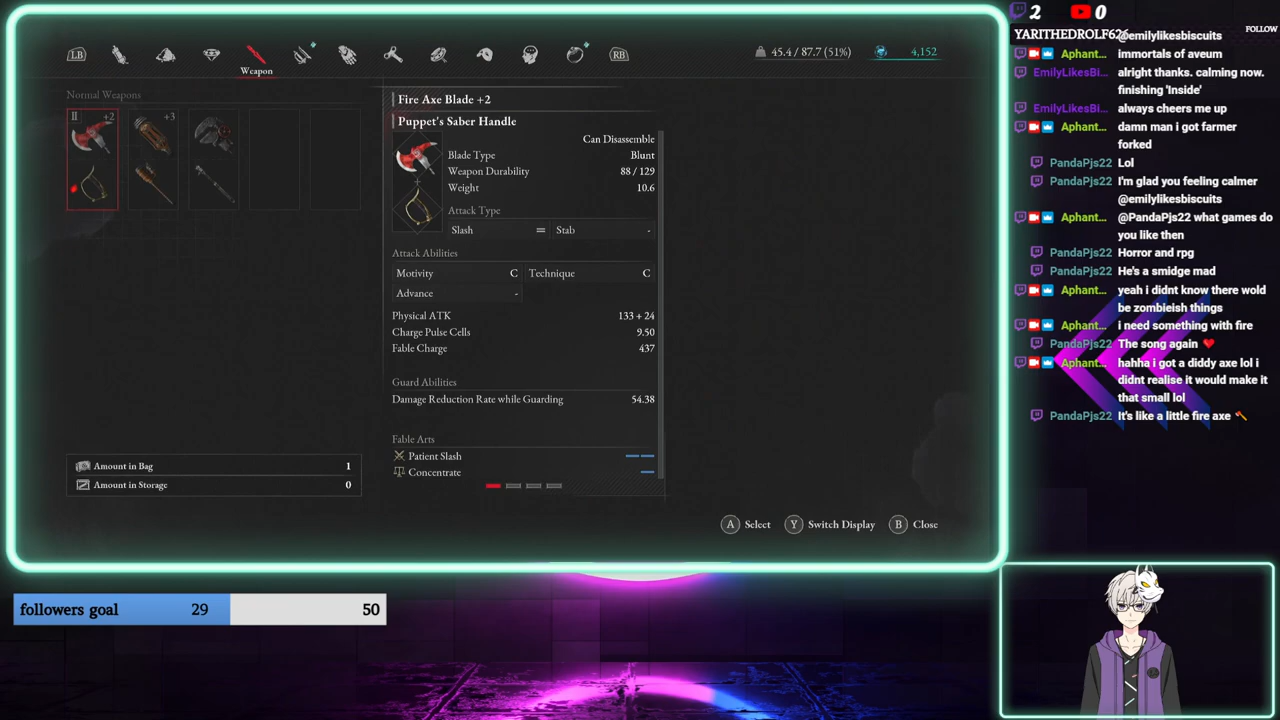 LB
Weapon
RB
45.4 / 87.7 (51%)
4,152
Normal Weapons
II
+2
+3
Fire Axe Blade +2
Puppet's Saber Handle
Can Disassemble
Blade Type Blunt
Weapon Durability 88 / 129
Weight 10.6
Attack Type
Slash = Stab -
Attack Abilities
Motivity C Technique C
Advance -
Physical ATK 133 + 24
Charge Pulse Cells 9.50
Fable Charge 437
Guard Abilities
Damage Reduction Rate while Guarding 54.38
Fable Arts
Patient Slash
Concentrate
Amount in Bag 1
Amount in Storage 0
A Select Y Switch Display B Close
followers goal 29 50
2 0
FOLLOW
@emilylikesbiscuits
Aphant... immortals of aveum
EmilyLikesBi... alright thanks. calming now.
finishing 'Inside'
EmilyLikesBi... always cheers me up
Aphant... damn man i got farmer
forked
PandaPjs22 Lol
PandaPjs22 I'm glad you feeling calmer
@emilylikesbiscuits
Aphant... @PandaPjs22 what games do
you like then
PandaPjs22 Horror and rpg
PandaPjs22 He's a smidge mad
Aphant... yeah i didnt know there wold
be zombieish things
Aphant... i need something with fire
PandaPjs22 The song again ❤️
Aphant... hahha i got a diddy axe lol i
didnt realise it would make it
that small lol
PandaPjs22 It's like a little fire axe 🪓